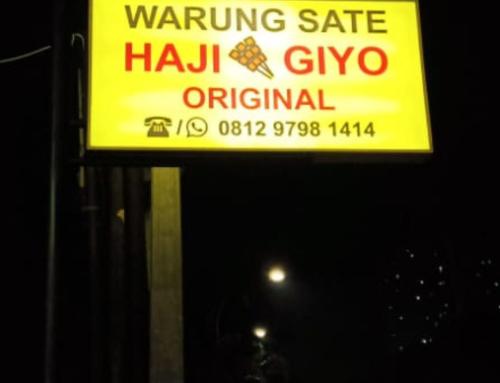 WARUNG SATE
HAJI GIYO
ORIGINAL
/ 0812 9798 1414